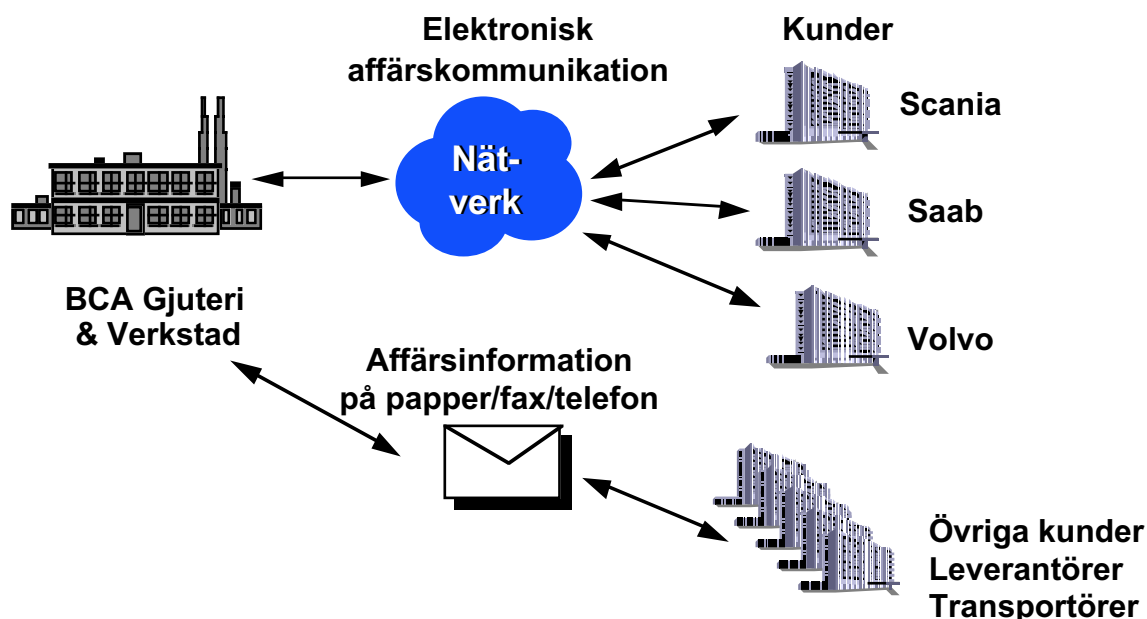 Elektronisk
affärskommunikation
Kunder
Scania
Nät-
verk
Saab
BCA Gjuteri
& Verkstad
Volvo
Affärsinformation
på papper/fax/telefon
Övriga kunder
Leverantörer
Transportörer